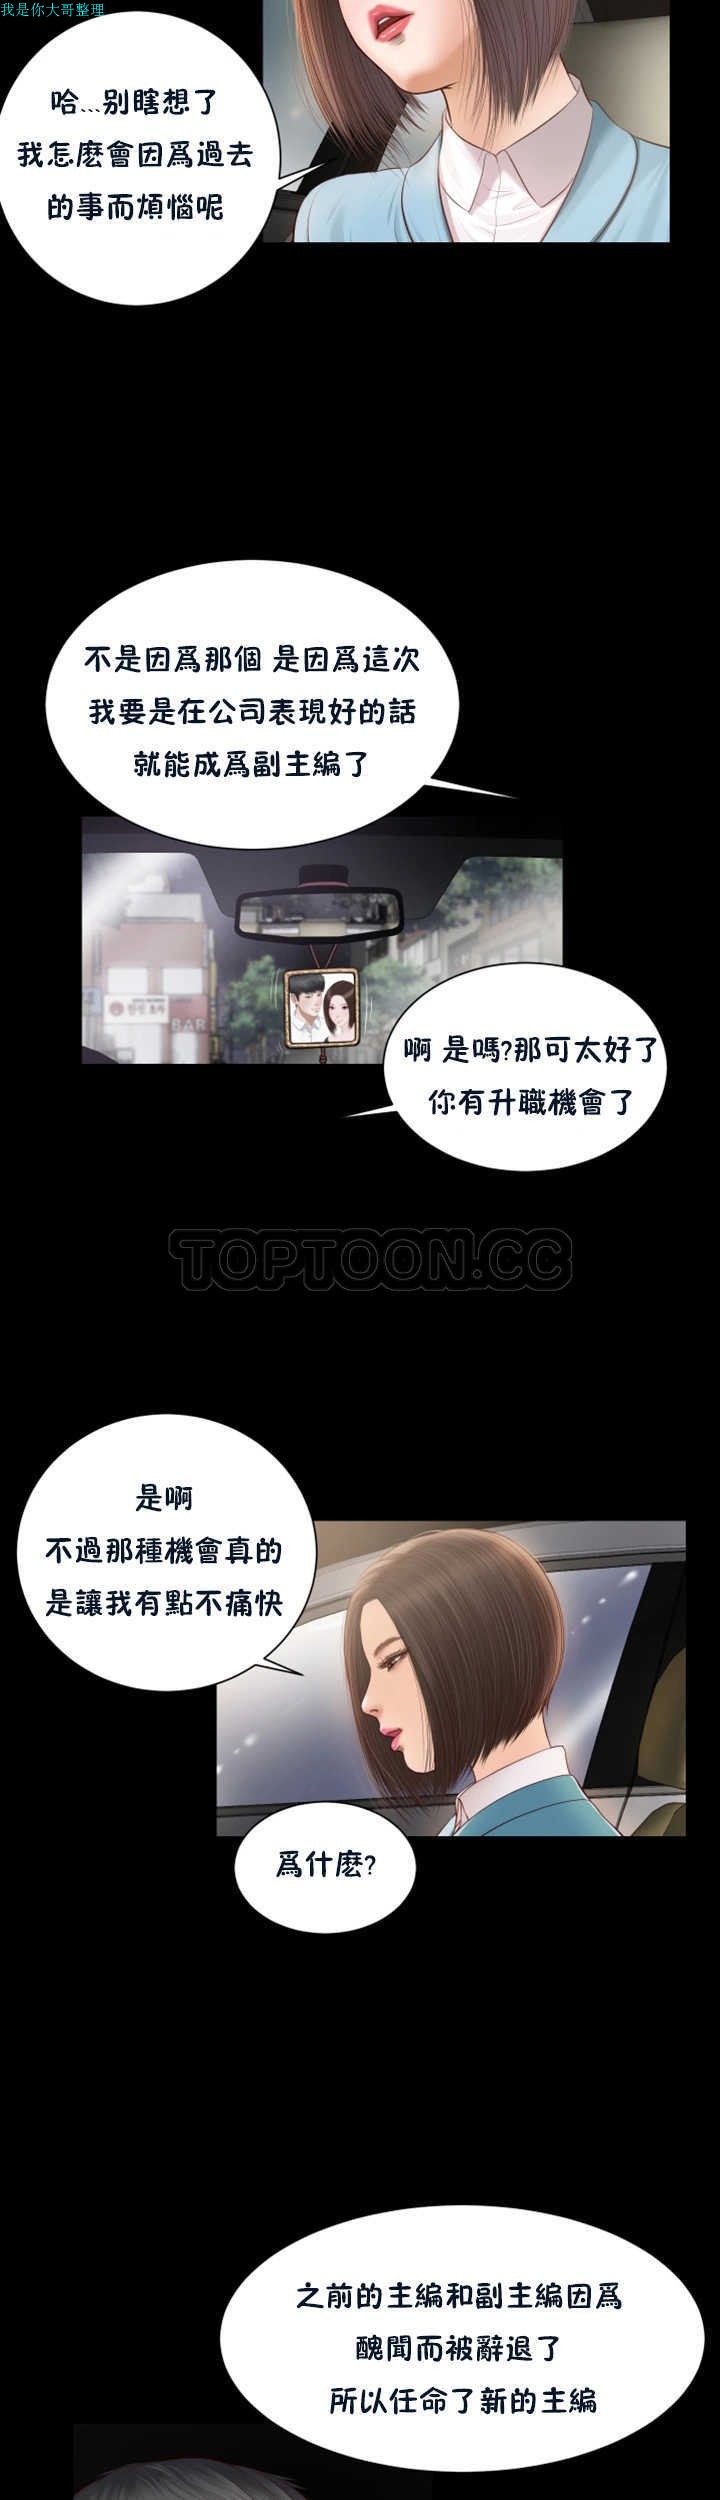 我是你大哥整理
哈...别瞎想了
我怎麽會因爲過去
的事而煩惱呢
不是因爲那個 是因爲這次
我要是在公司表現好的話
就能成爲副主編了
BAR
啊 是嗎?那可太好了
你有升職機會了
TOPTOON.CC
是啊
不過那種機會真的
是讓我有點不痛快
爲什麽?
之前的主編和副主編因爲
醜聞而被辭退了
所以任命了新的主編